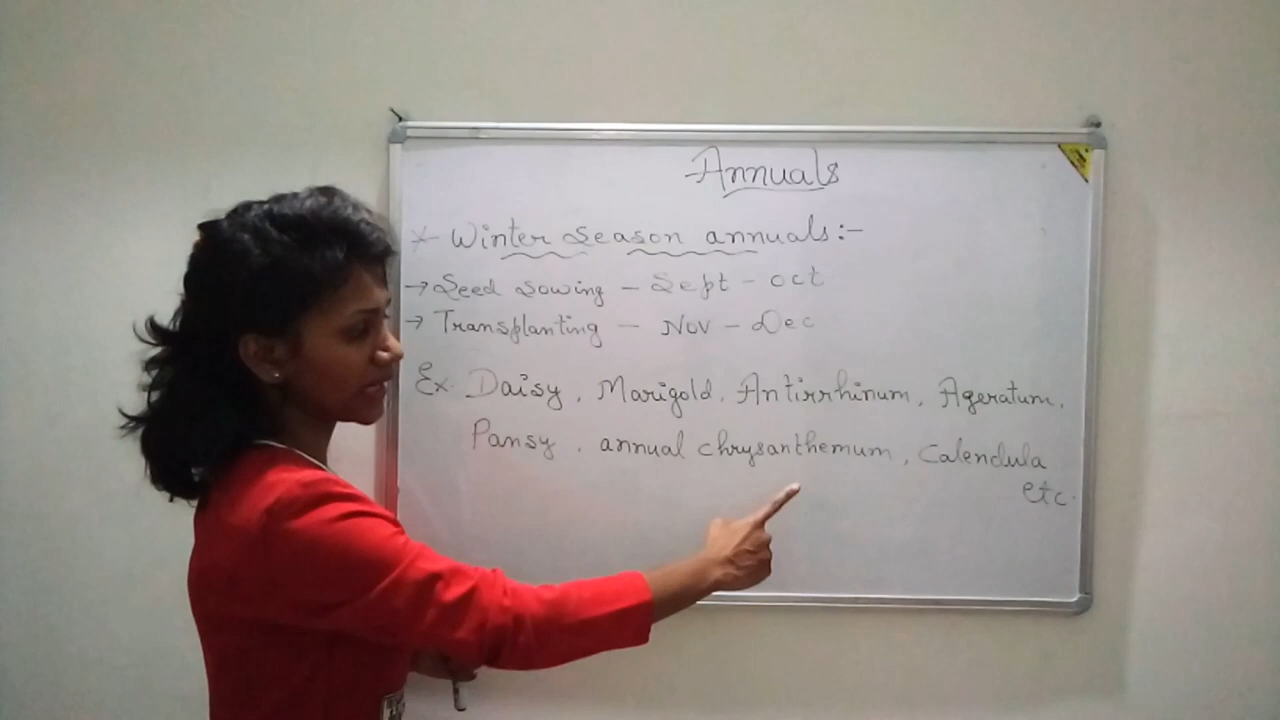 Annuals
* Winter Season annuals:-
→ Seed Sowing - Sept - Oct
→ Transplanting - Nov - Dec
Ex. Daisy, Marigold, Antirrhinum, Ageratum,
Pansy, annual chrysanthemum, Calendula
etc.